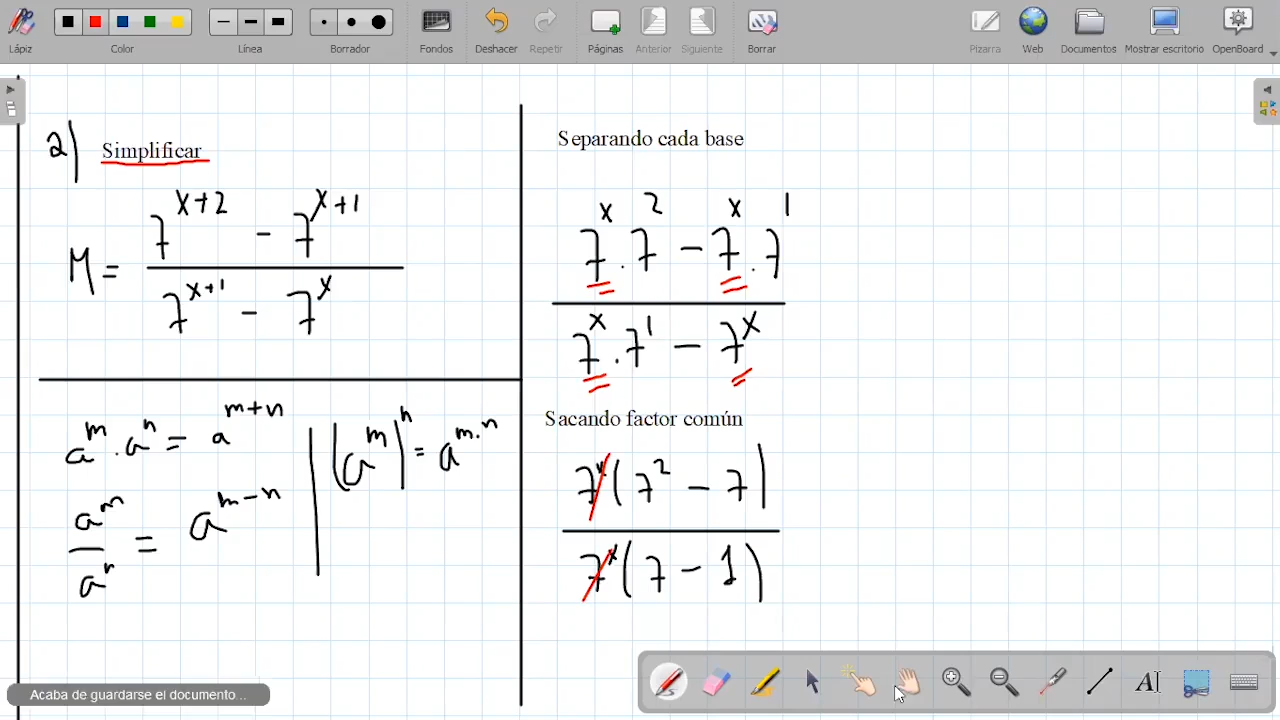 Lápiz
Color
Línea
Borrador
Fondos
Deshacer
Repetir
Páginas
Anterior
Siguiente
Borrar
Pizarra
Web
Documentos
Mostrar escritorio
OpenBoard
2) Simplificar
M = (7^(x+2) - 7^(x+1)) / (7^(x+1) - 7^x)
a^m . a^n = a^(m+n)
(a^m)^n = a^(m.n)
a^m / a^n = a^(m-n)
Separando cada base
7^x . 7^2 - 7^x . 7^1
7^x . 7^1 - 7^x
Sacando factor común
7^x (7^2 - 7)
7^x (7 - 1)
Acaba de guardarse el documento...
AI